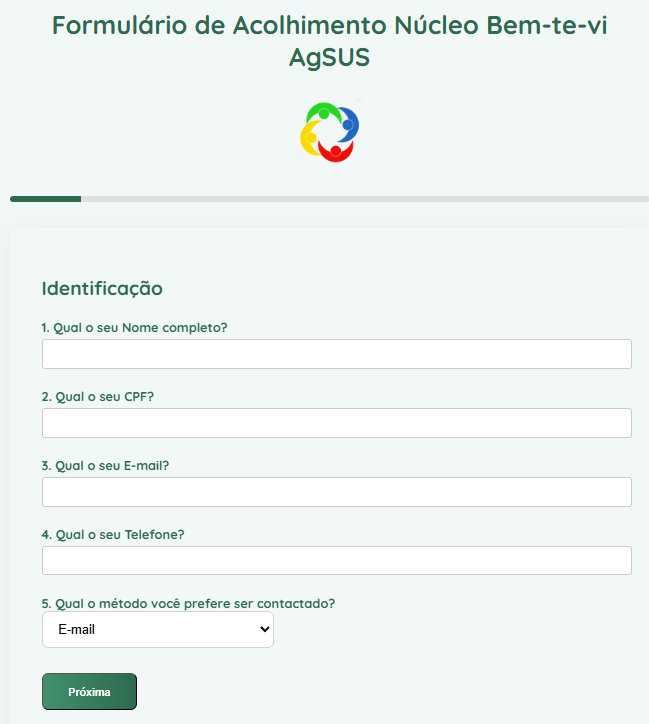 Formulário de Acolhimento Núcleo Bem-te-vi
AgSUS
Identificação
1. Qual o seu Nome completo?
2. Qual o seu CPF?
3. Qual o seu E-mail?
4. Qual o seu Telefone?
5. Qual o método você prefere ser contactado?
E-mail
Próxima